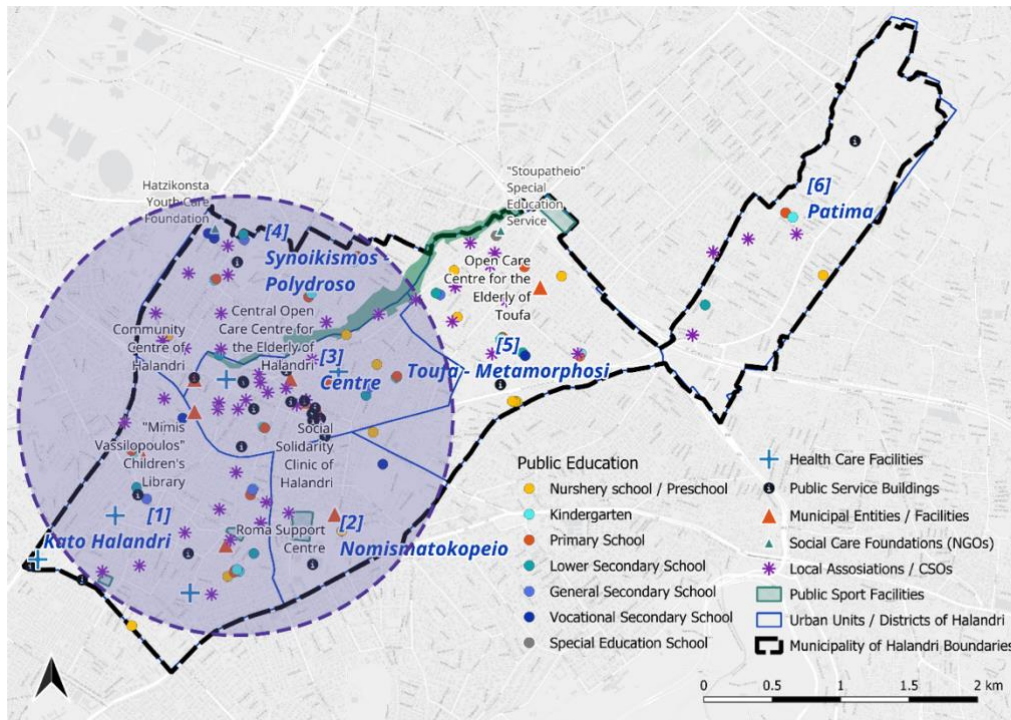 Hatzikonsta
Youth Care
Foundation
"Stoupatheio"
Special
Education
Service
[4]
Synoikismos -
Polydroso
[6]
Patima
Open Care
Centre for the
Elderly of
Toufa
Community
Centre of
Halandri
Central Open
Care Centre for
the Elderly of
Halandri
[3]
Centre
[5]
Toufa - Metamorphosi
"Mimis
Vassilopoulos"
Children's
Library
Social
Solidarity
Clinic of
Halandri
[1]
Kato Halandri
Roma Support
Centre
[2]
Nomismatokopeio
Public Education
Nurshery school / Preschool
Kindergarten
Primary School
Lower Secondary School
General Secondary School
Vocational Secondary School
Special Education School
Health Care Facilities
Public Service Buildings
Municipal Entities / Facilities
Social Care Foundations (NGOs)
Local Assosiations / CSOs
Public Sport Facilities
Urban Units / Districts of Halandri
Municipality of Halandri Boundaries
0 0.5 1 1.5 2 km